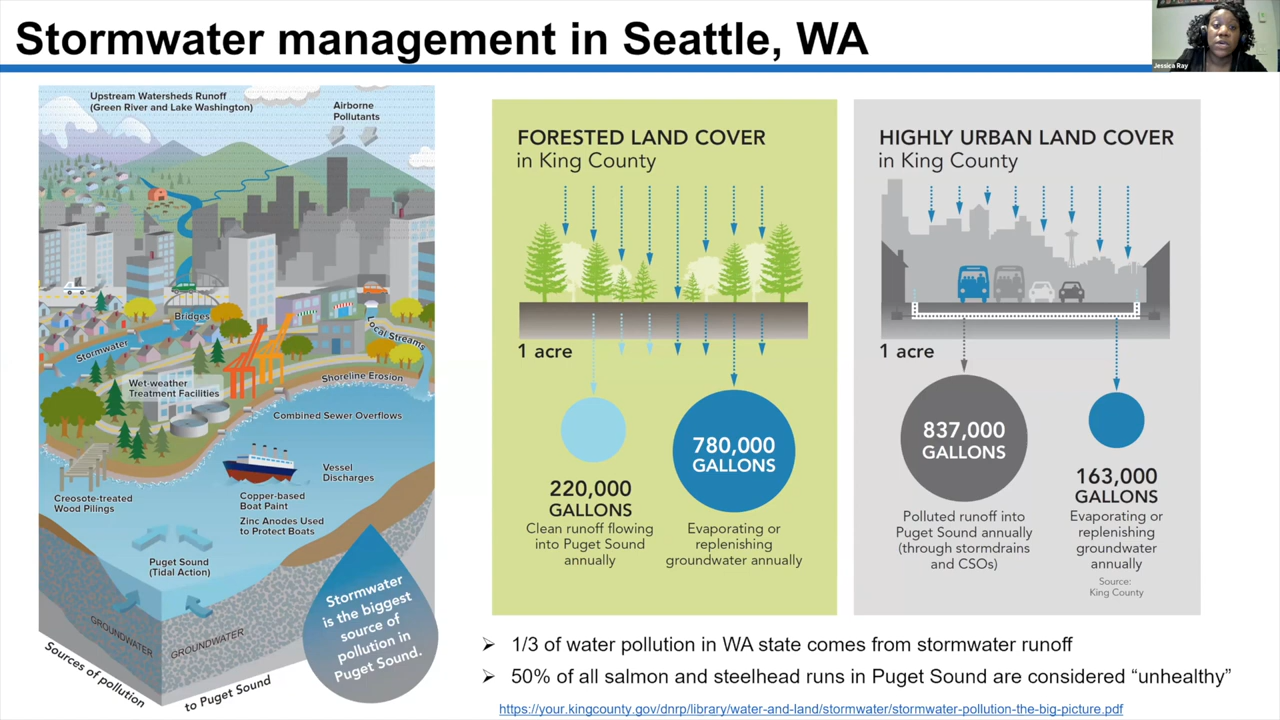 Stormwater management in Seattle, WA
Jessica Ray
Upstream Watersheds Runoff
(Green River and Lake Washington)
Airborne
Pollutants
Bridges
Stormwater
Local Streams
Wet-weather
Treatment Facilities
Shoreline Erosion
Combined Sewer Overflows
Vessel
Discharges
Creosote-treated
Wood Pilings
Copper-based
Boat Paint
Zinc Anodes Used
to Protect Boats
Puget Sound
(Tidal Action)
GROUNDWATER
GROUNDWATER
Sources of pollution
to Puget Sound
Stormwater
is the biggest
source of
pollution in
Puget Sound.
FORESTED LAND COVER
in King County
1 acre
220,000
GALLONS
Clean runoff flowing
into Puget Sound
annually
780,000
GALLONS
Evaporating or
replenishing
groundwater annually
HIGHLY URBAN LAND COVER
in King County
1 acre
837,000
GALLONS
Polluted runoff into
Puget Sound annually
(through stormdrains
and CSOs)
163,000
GALLONS
Evaporating or
replenishing
groundwater
annually
Source:
King County
➢ 1/3 of water pollution in WA state comes from stormwater runoff
➢ 50% of all salmon and steelhead runs in Puget Sound are considered “unhealthy”
https://your.kingcounty.gov/dnrp/library/water-and-land/stormwater/stormwater-pollution-the-big-picture.pdf